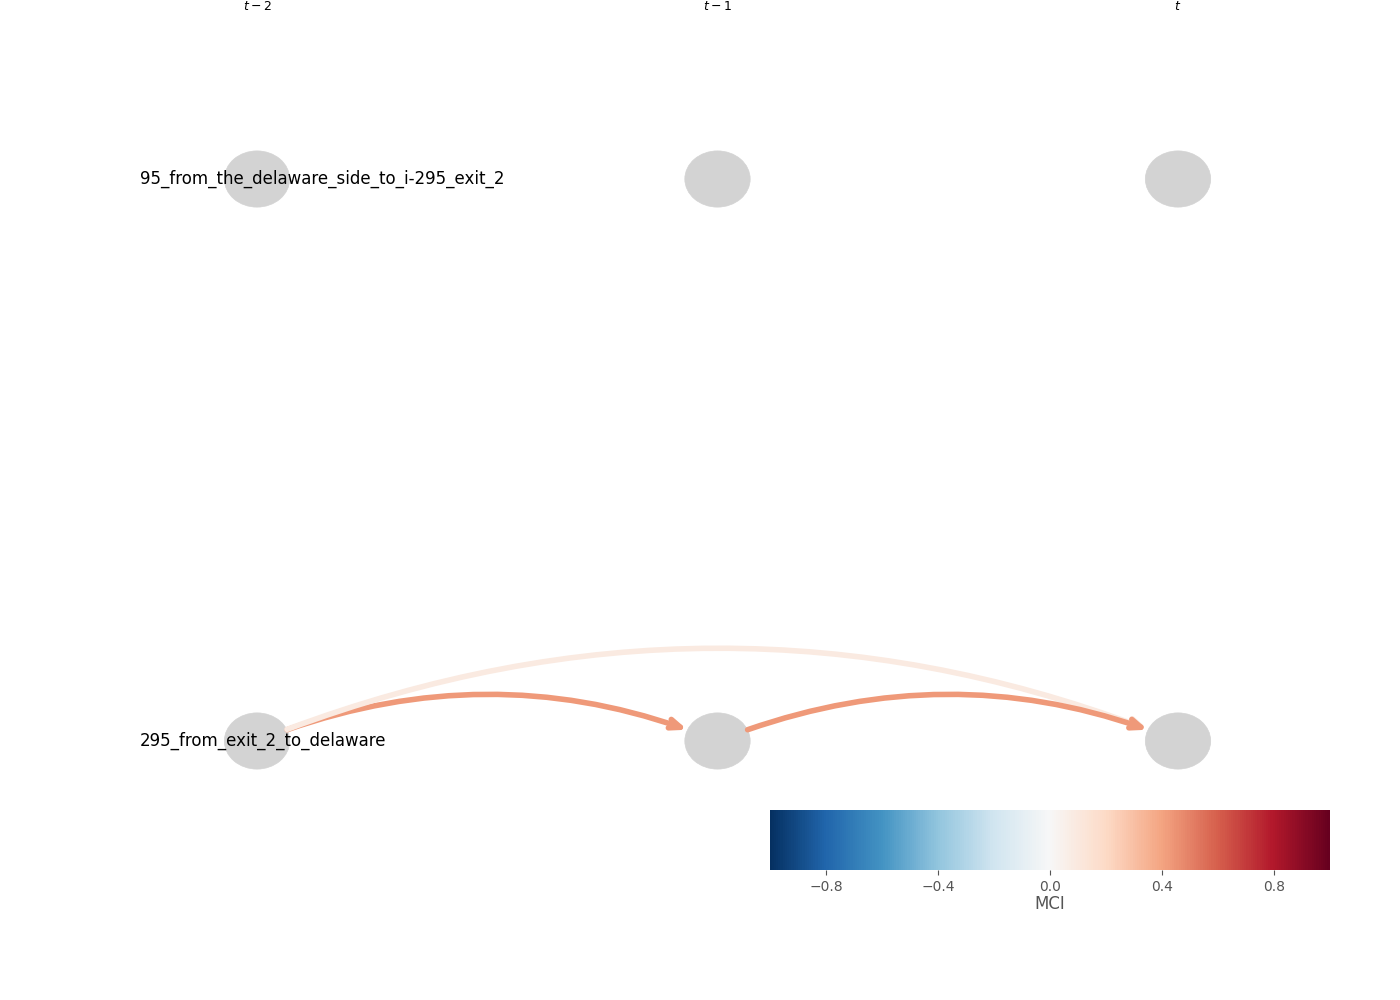 t − 2
t − 1
t
95_from_the_delaware_side_to_i-295_exit_2
295_from_exit_2_to_delaware
−0.8
−0.4
0.0
0.4
0.8
MCI